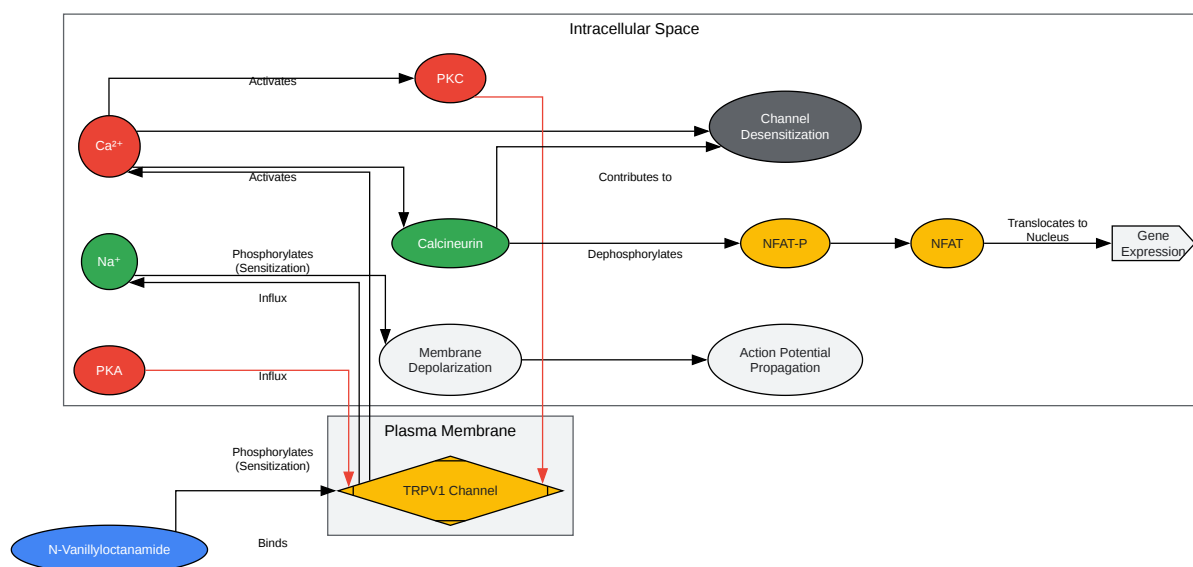 Intracellular Space
PKC
Activates
Channel
Desensitization
Ca²⁺
Activates
Contributes to
Translocates to
Nucleus
Calcineurin
NFAT-P
NFAT
Gene
Expression
Dephosphorylates
Na⁺
Phosphorylates
(Sensitization)
Influx
Membrane
Depolarization
Action Potential
Propagation
PKA
Influx
Plasma Membrane
Phosphorylates
(Sensitization)
TRPV1 Channel
Binds
N-Vanillyloctanamide